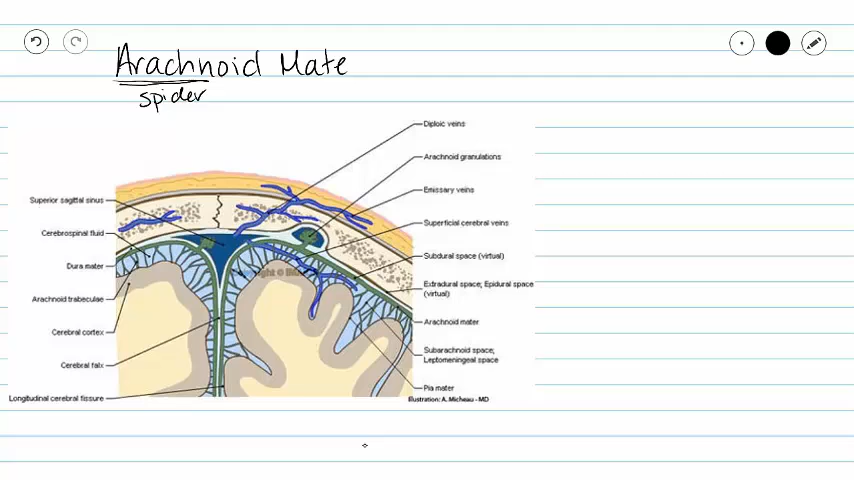 Arachnoid Mate
spider
Diploic veins
Arachnoid granulations
Emissary veins
Superior sagittal sinus
Superficial cerebral veins
Cerebrospinal fluid
Subdural space (virtual)
Dura mater
Extradural space; Epidural space
(virtual)
Arachnoid trabeculae
Arachnoid mater
Cerebral cortex
Subarachnoid space;
Leptomeningeal space
Cerebral falx
Pia mater
Longitudinal cerebral fissure
Illustration: A. Micheau - MD